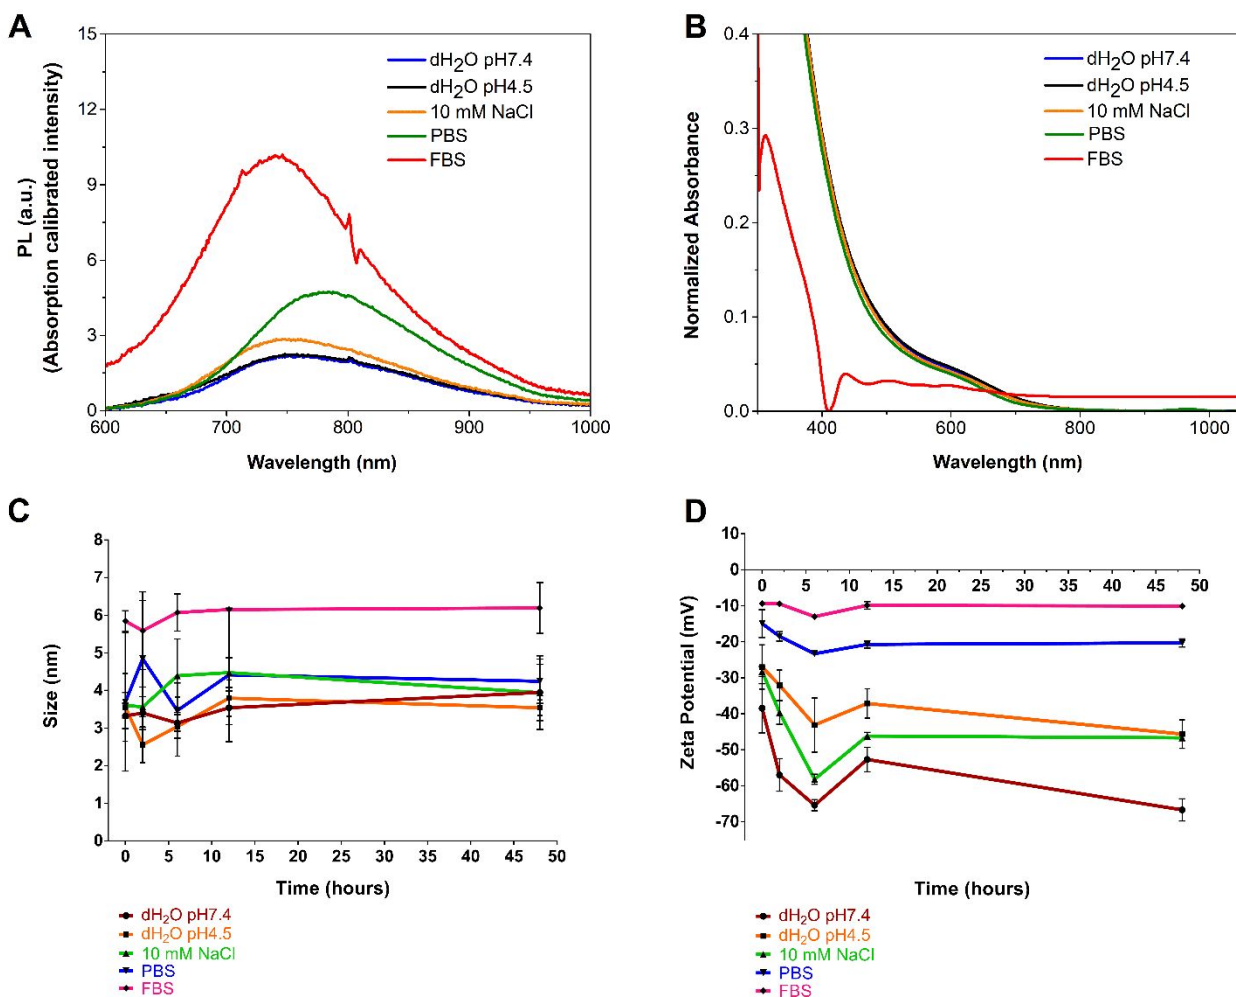 A
15
12
9
6
3
0
600
700
800
900
1000
PL (a.u.)
(Absorption calibrated intensity)
Wavelength (nm)
dH₂O pH7.4
dH₂O pH4.5
10 mM NaCl
PBS
FBS
B
0.4
0.3
0.2
0.1
0.0
400
600
800
1000
Normalized Absorbance
Wavelength (nm)
dH₂O pH7.4
dH₂O pH4.5
10 mM NaCl
PBS
FBS
C
8
7
6
5
4
3
2
1
0
0 5 10 15 20 25 30 35 40 45 50
Size (nm)
Time (hours)
dH₂O pH7.4
dH₂O pH4.5
10 mM NaCl
PBS
FBS
D
10
0
-10
-20
-30
-40
-50
-60
-70
0 5 10 15 20 25 30 35 40 45 50
Zeta Potential (mV)
Time (hours)
dH₂O pH7.4
dH₂O pH4.5
10 mM NaCl
PBS
FBS